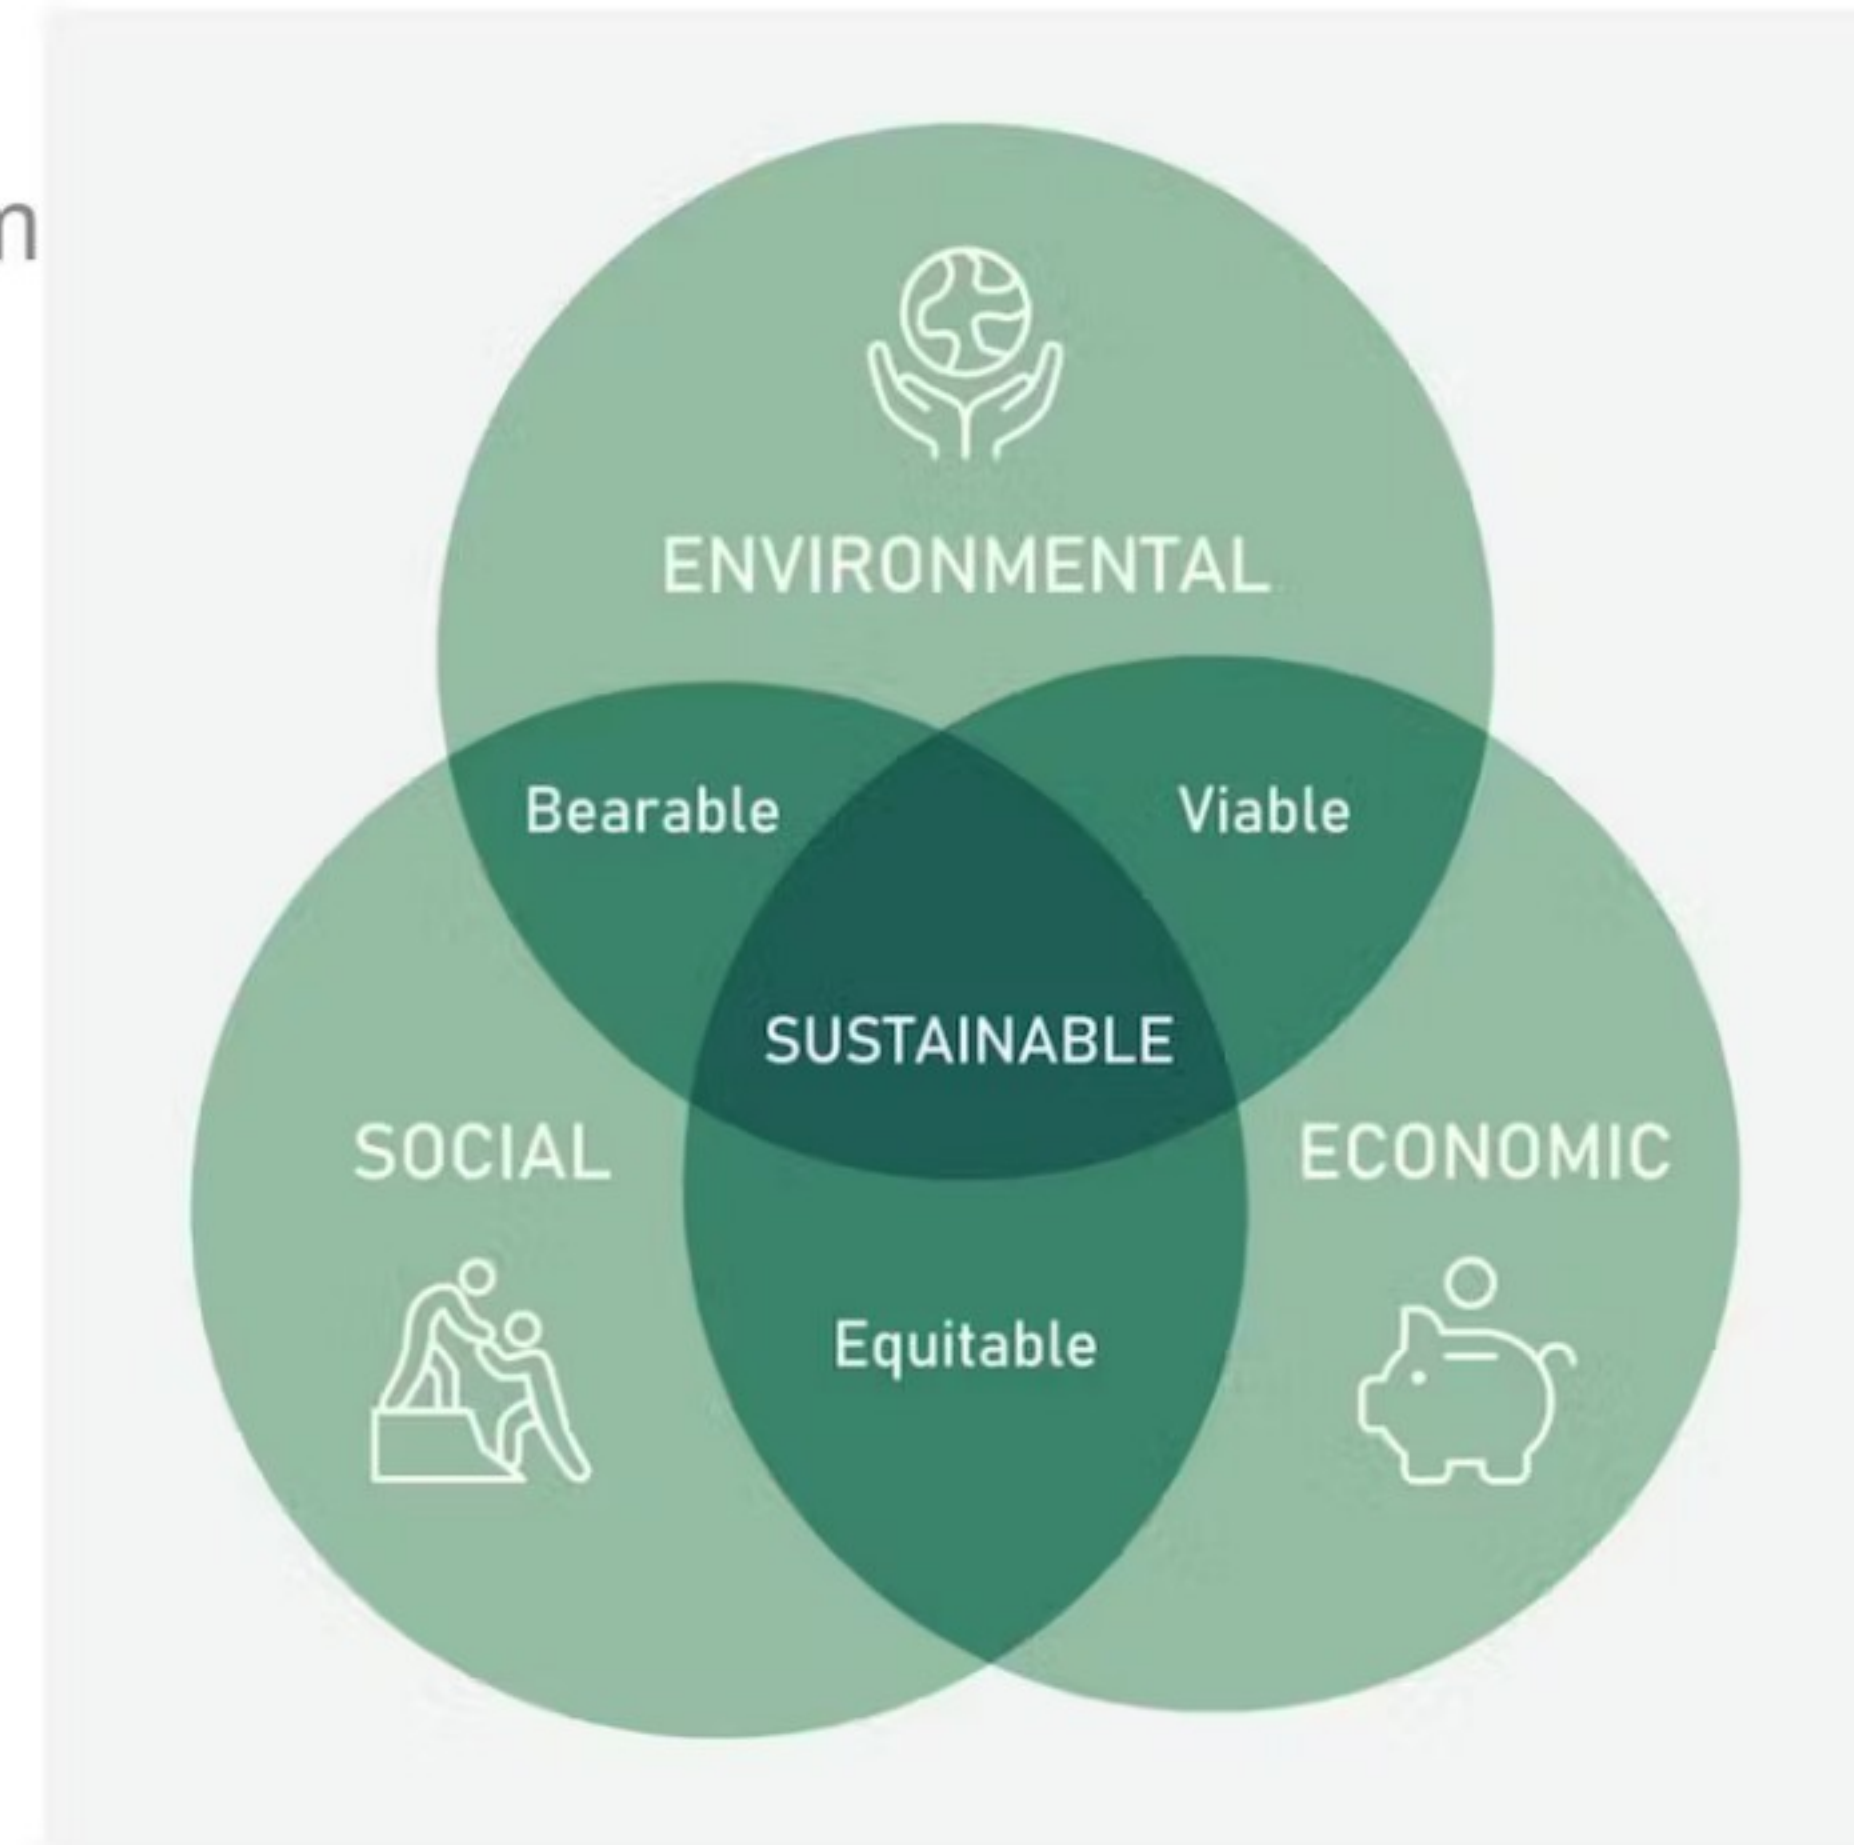 n
ENVIRONMENTAL
Bearable
Viable
SUSTAINABLE
SOCIAL
ECONOMIC
Equitable